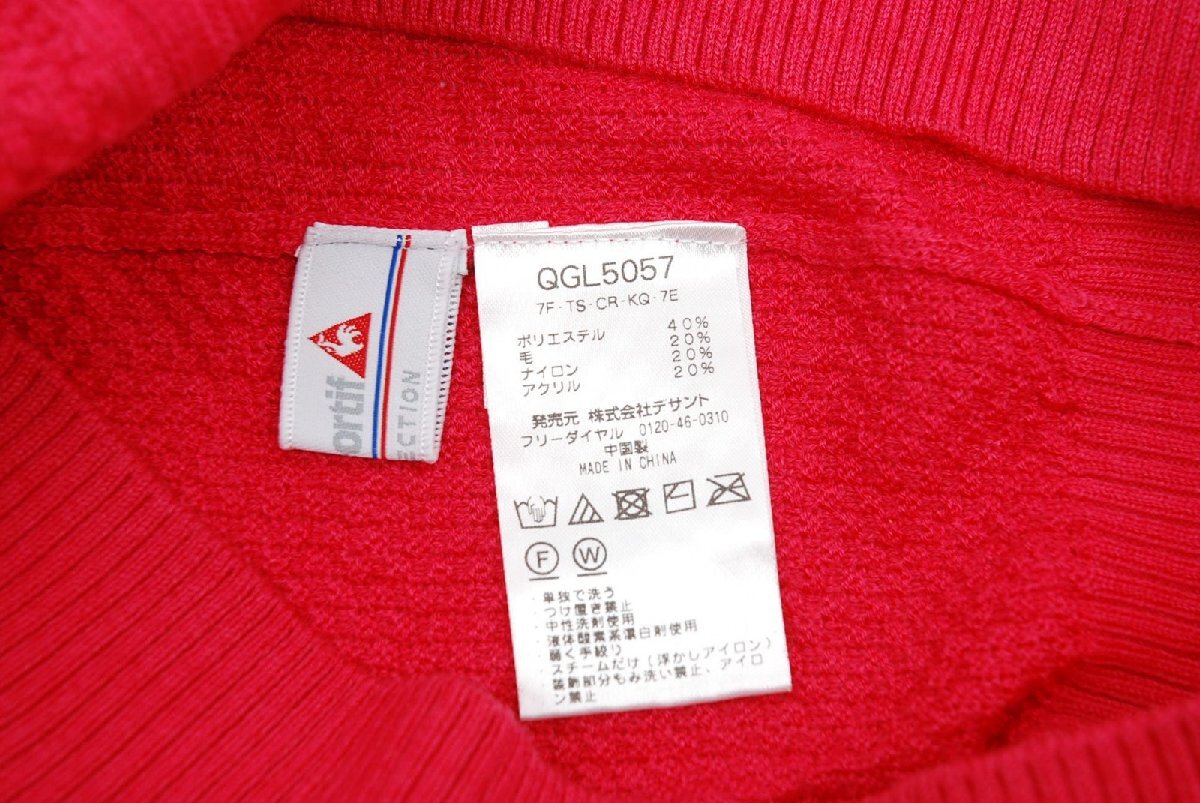 QGL5057
7F-TS-CR-KQ-7E
ポリエステル 40%
毛 20%
ナイロン 20%
アクリル 20%
発売元 株式会社デサント
フリーダイヤル 0120-46-0310
中国製
MADE IN CHINA
F W
・単独で洗う
・つけ置き禁止
・中性洗剤使用
・液体酸素系漂白剤使用
・弱く手絞り
・スチームだけ(浮かしアイロン)
・装飾部分もみ洗い禁止、アイロ
ン禁止
ortif
ECTION